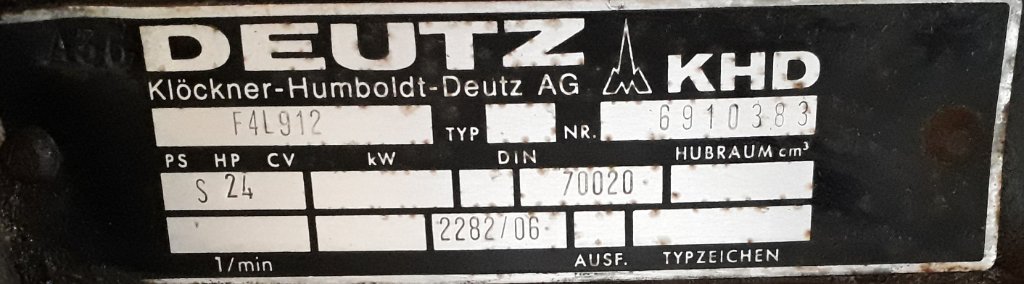 A36
DEUTZ KHD
Klöckner-Humboldt-Deutz AG
F4L912 TYP NR. 6910383
PS HP CV kW DIN HUBRAUM cm³
S 24 70020
2282/06
1/min AUSF. TYPZEICHEN